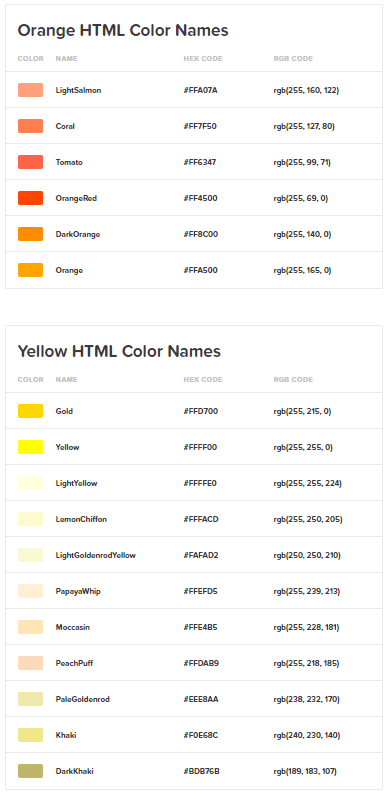 Orange HTML Color Names
COLOR NAME HEX CODE RGB CODE
LightSalmon #FFA07A rgb(255, 160, 122)
Coral #FF7F50 rgb(255, 127, 80)
Tomato #FF6347 rgb(255, 99, 71)
OrangeRed #FF4500 rgb(255, 69, 0)
DarkOrange #FF8C00 rgb(255, 140, 0)
Orange #FFA500 rgb(255, 165, 0)
Yellow HTML Color Names
COLOR NAME HEX CODE RGB CODE
Gold #FFD700 rgb(255, 215, 0)
Yellow #FFFF00 rgb(255, 255, 0)
LightYellow #FFFFE0 rgb(255, 255, 224)
LemonChiffon #FFFACD rgb(255, 250, 205)
LightGoldenrodYellow #FAFAD2 rgb(250, 250, 210)
PapayaWhip #FFEFD5 rgb(255, 239, 213)
Moccasin #FFE4B5 rgb(255, 228, 181)
PeachPuff #FFDAB9 rgb(255, 218, 185)
PaleGoldenrod #EEE8AA rgb(238, 232, 170)
Khaki #F0E68C rgb(240, 230, 140)
DarkKhaki #BDB76B rgb(189, 183, 107)